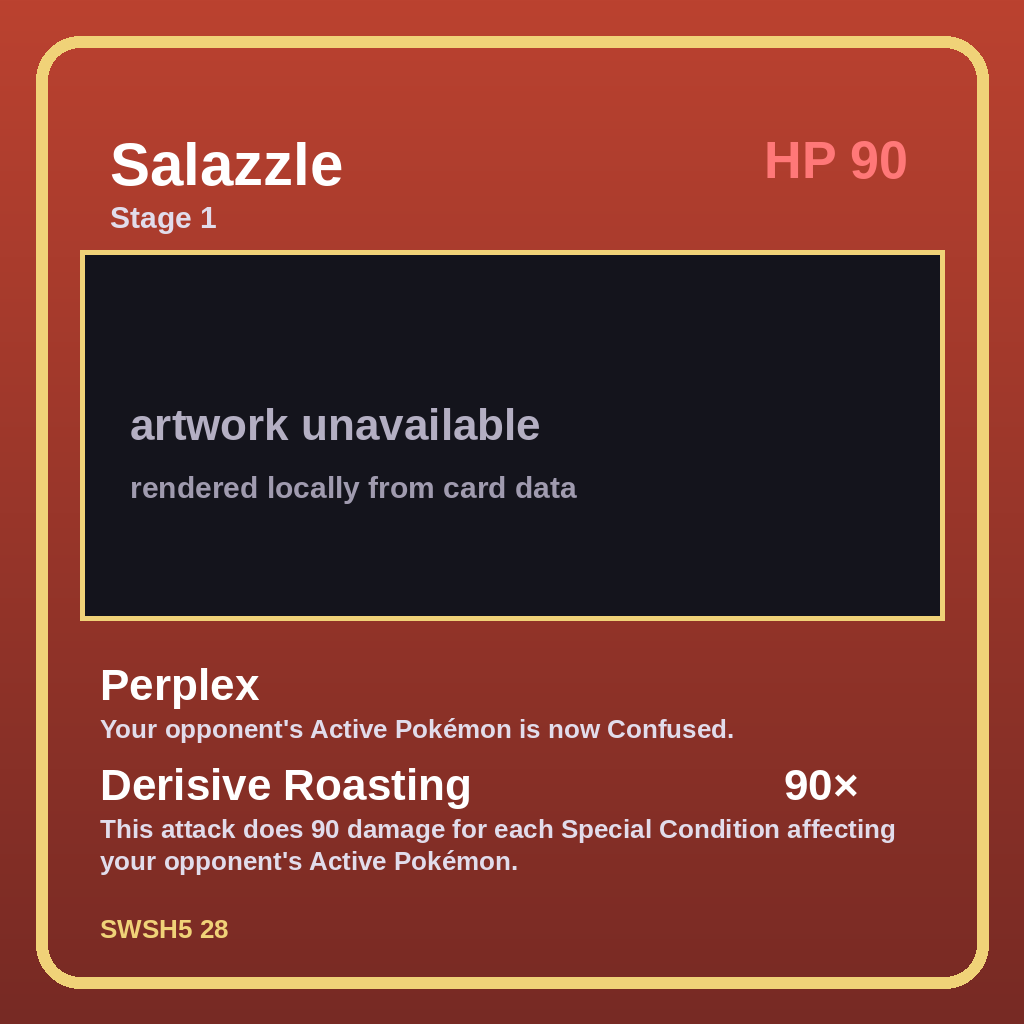 Salazzle
HP 90
Stage 1
artwork unavailable
rendered locally from card data
Perplex
Your opponent's Active Pokémon is now Confused.
Derisive Roasting 90×
This attack does 90 damage for each Special Condition affecting
your opponent's Active Pokémon.
SWSH5 28